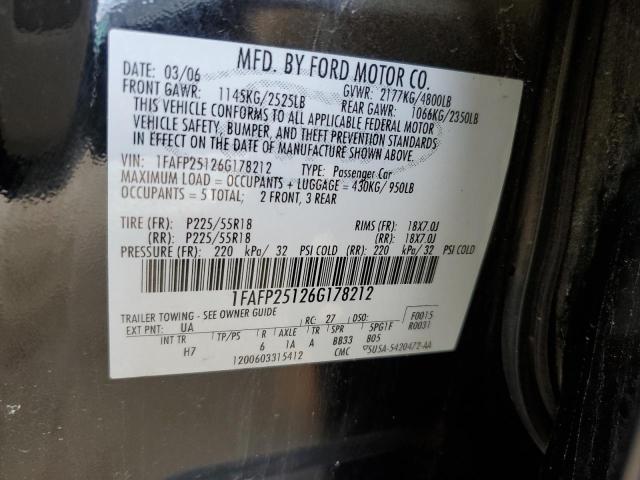 MFD. BY FORD MOTOR CO.
DATE: 03/06 GVWR: 2177KG/4800LB
FRONT GAWR: 1145KG/2525LB REAR GAWR: 1066KG/2350LB
THIS VEHICLE CONFORMS TO ALL APPLICABLE FEDERAL MOTOR
VEHICLE SAFETY, BUMPER, AND THEFT PREVENTION STANDARDS
IN EFFECT ON THE DATE OF MANUFACTURE SHOWN ABOVE.
VIN: 1FAFP25126G178212 TYPE: Passenger Car
MAXIMUM LOAD = OCCUPANTS + LUGGAGE = 430KG/950LB
OCCUPANTS = 5 TOTAL; 2 FRONT, 3 REAR
TIRE (FR): P225/55R18 RIMS (FR): 18X7.0J
(RR): P225/55R18 (RR): 18X7.0J
PRESSURE (FR): 220 kPa/ 32 PSI COLD (RR): 220 kPa/ 32 PSI COLD
1FAFP25126G178212
TRAILER TOWING - SEE OWNER GUIDE
EXT PNT: UA RC: 27 DSO: F0015
INT TR TP/PS R AXLE TR SPR 5PG1F R0031
H7 6 1A A BB33 B05
1200603315412 CMC 5U5A-5420472-AA